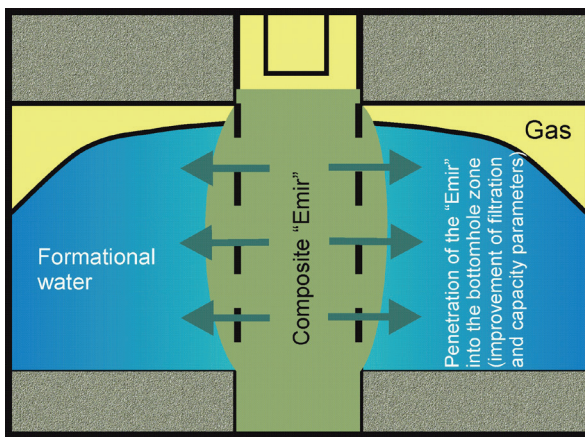 Gas
Formational
water
Composite “Emir”
Penetration of the “Emir”
into the bottomhole zone
(improvement of filtration
and capacity parameters)